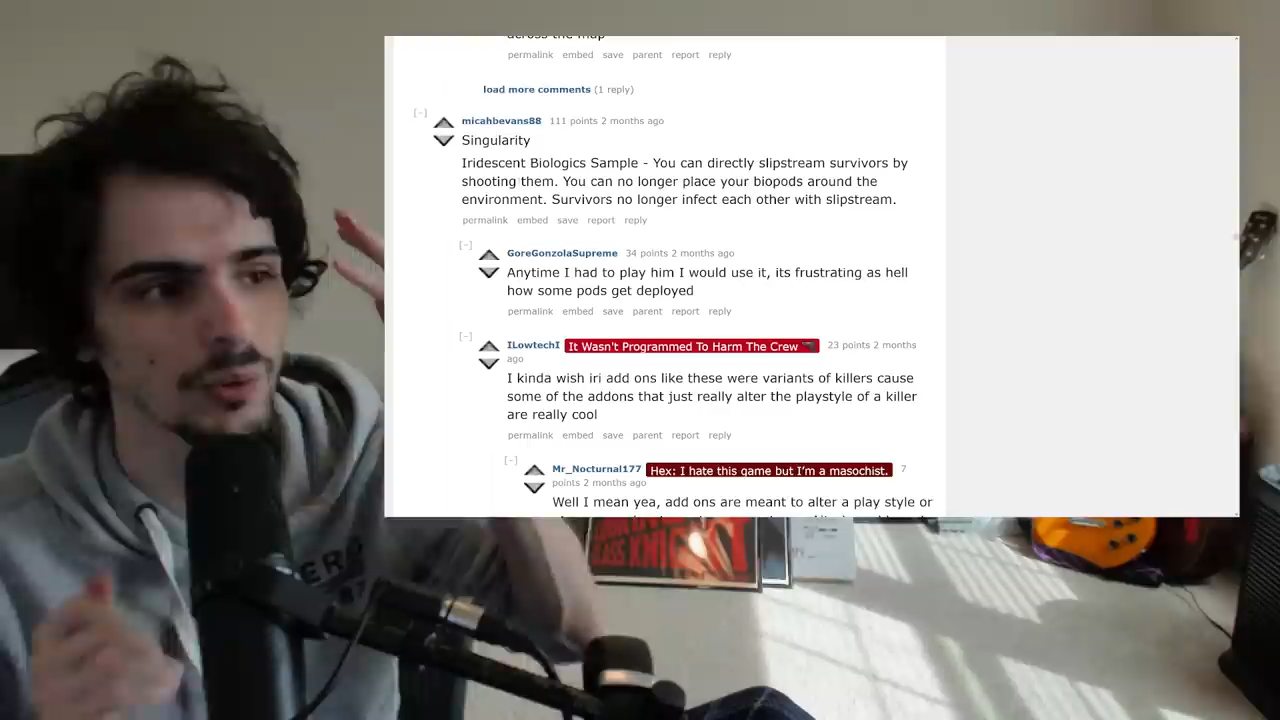 across the map
permalink embed save parent report reply
load more comments (1 reply)
[-]
micahbevans88 111 points 2 months ago
Singularity
Iridescent Biologics Sample - You can directly slipstream survivors by
shooting them. You can no longer place your biopods around the
environment. Survivors no longer infect each other with slipstream.
permalink embed save report reply
[-]
GoreGonzolaSupreme 34 points 2 months ago
Anytime I had to play him I would use it, its frustrating as hell
how some pods get deployed
permalink embed save parent report reply
[-]
ILowtechI It Wasn't Programmed To Harm The Crew 23 points 2 months
ago
I kinda wish iri add ons like these were variants of killers cause
some of the addons that just really alter the playstyle of a killer
are really cool
permalink embed save parent report reply
[-]
Mr_Nocturnal177 Hex: I hate this game but I'm a masochist. 7
points 2 months ago
Well I mean yea, add ons are meant to alter a play style or